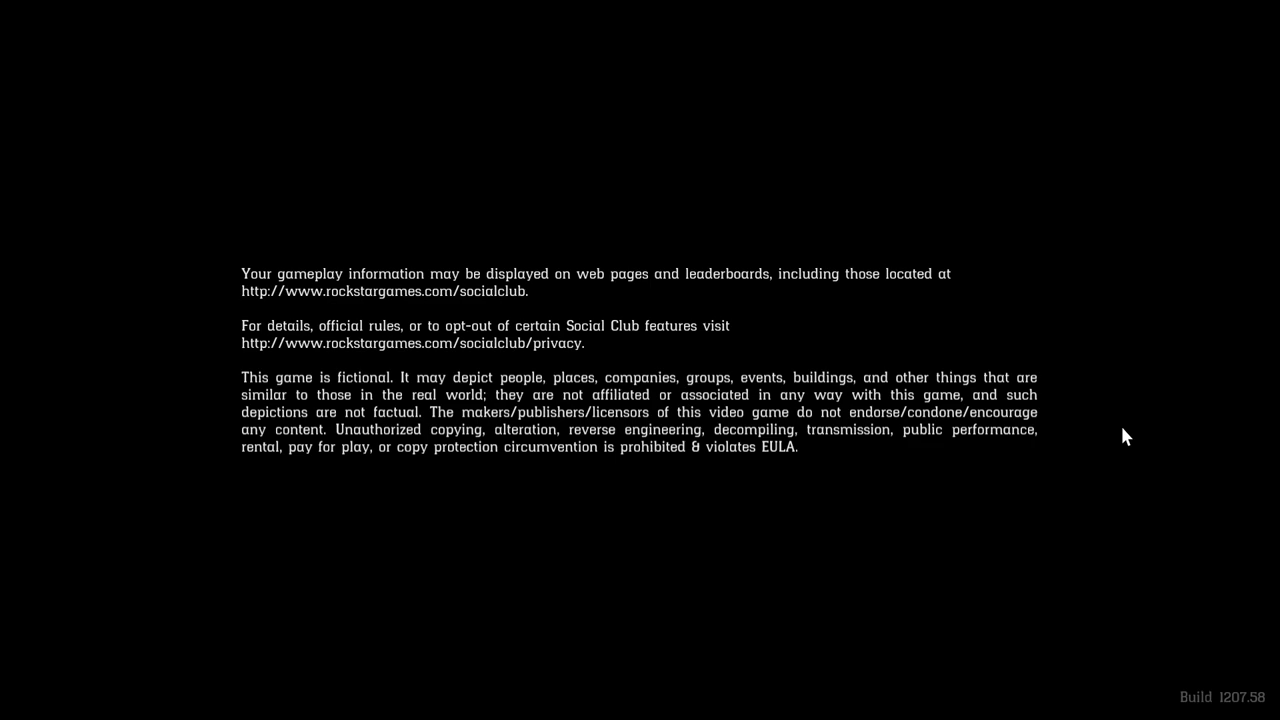 Your gameplay information may be displayed on web pages and leaderboards, including those located at
http://www.rockstargames.com/socialclub.
For details, official rules, or to opt-out of certain Social Club features visit
http://www.rockstargames.com/socialclub/privacy.
This game is fictional. It may depict people, places, companies, groups, events, buildings, and other things that are
similar to those in the real world; they are not affiliated or associated in any way with this game, and such
depictions are not factual. The makers/publishers/licensors of this video game do not endorse/condone/encourage
any content. Unauthorized copying, alteration, reverse engineering, decompiling, transmission, public performance,
rental, pay for play, or copy protection circumvention is prohibited & violates EULA.
Build 1207.58